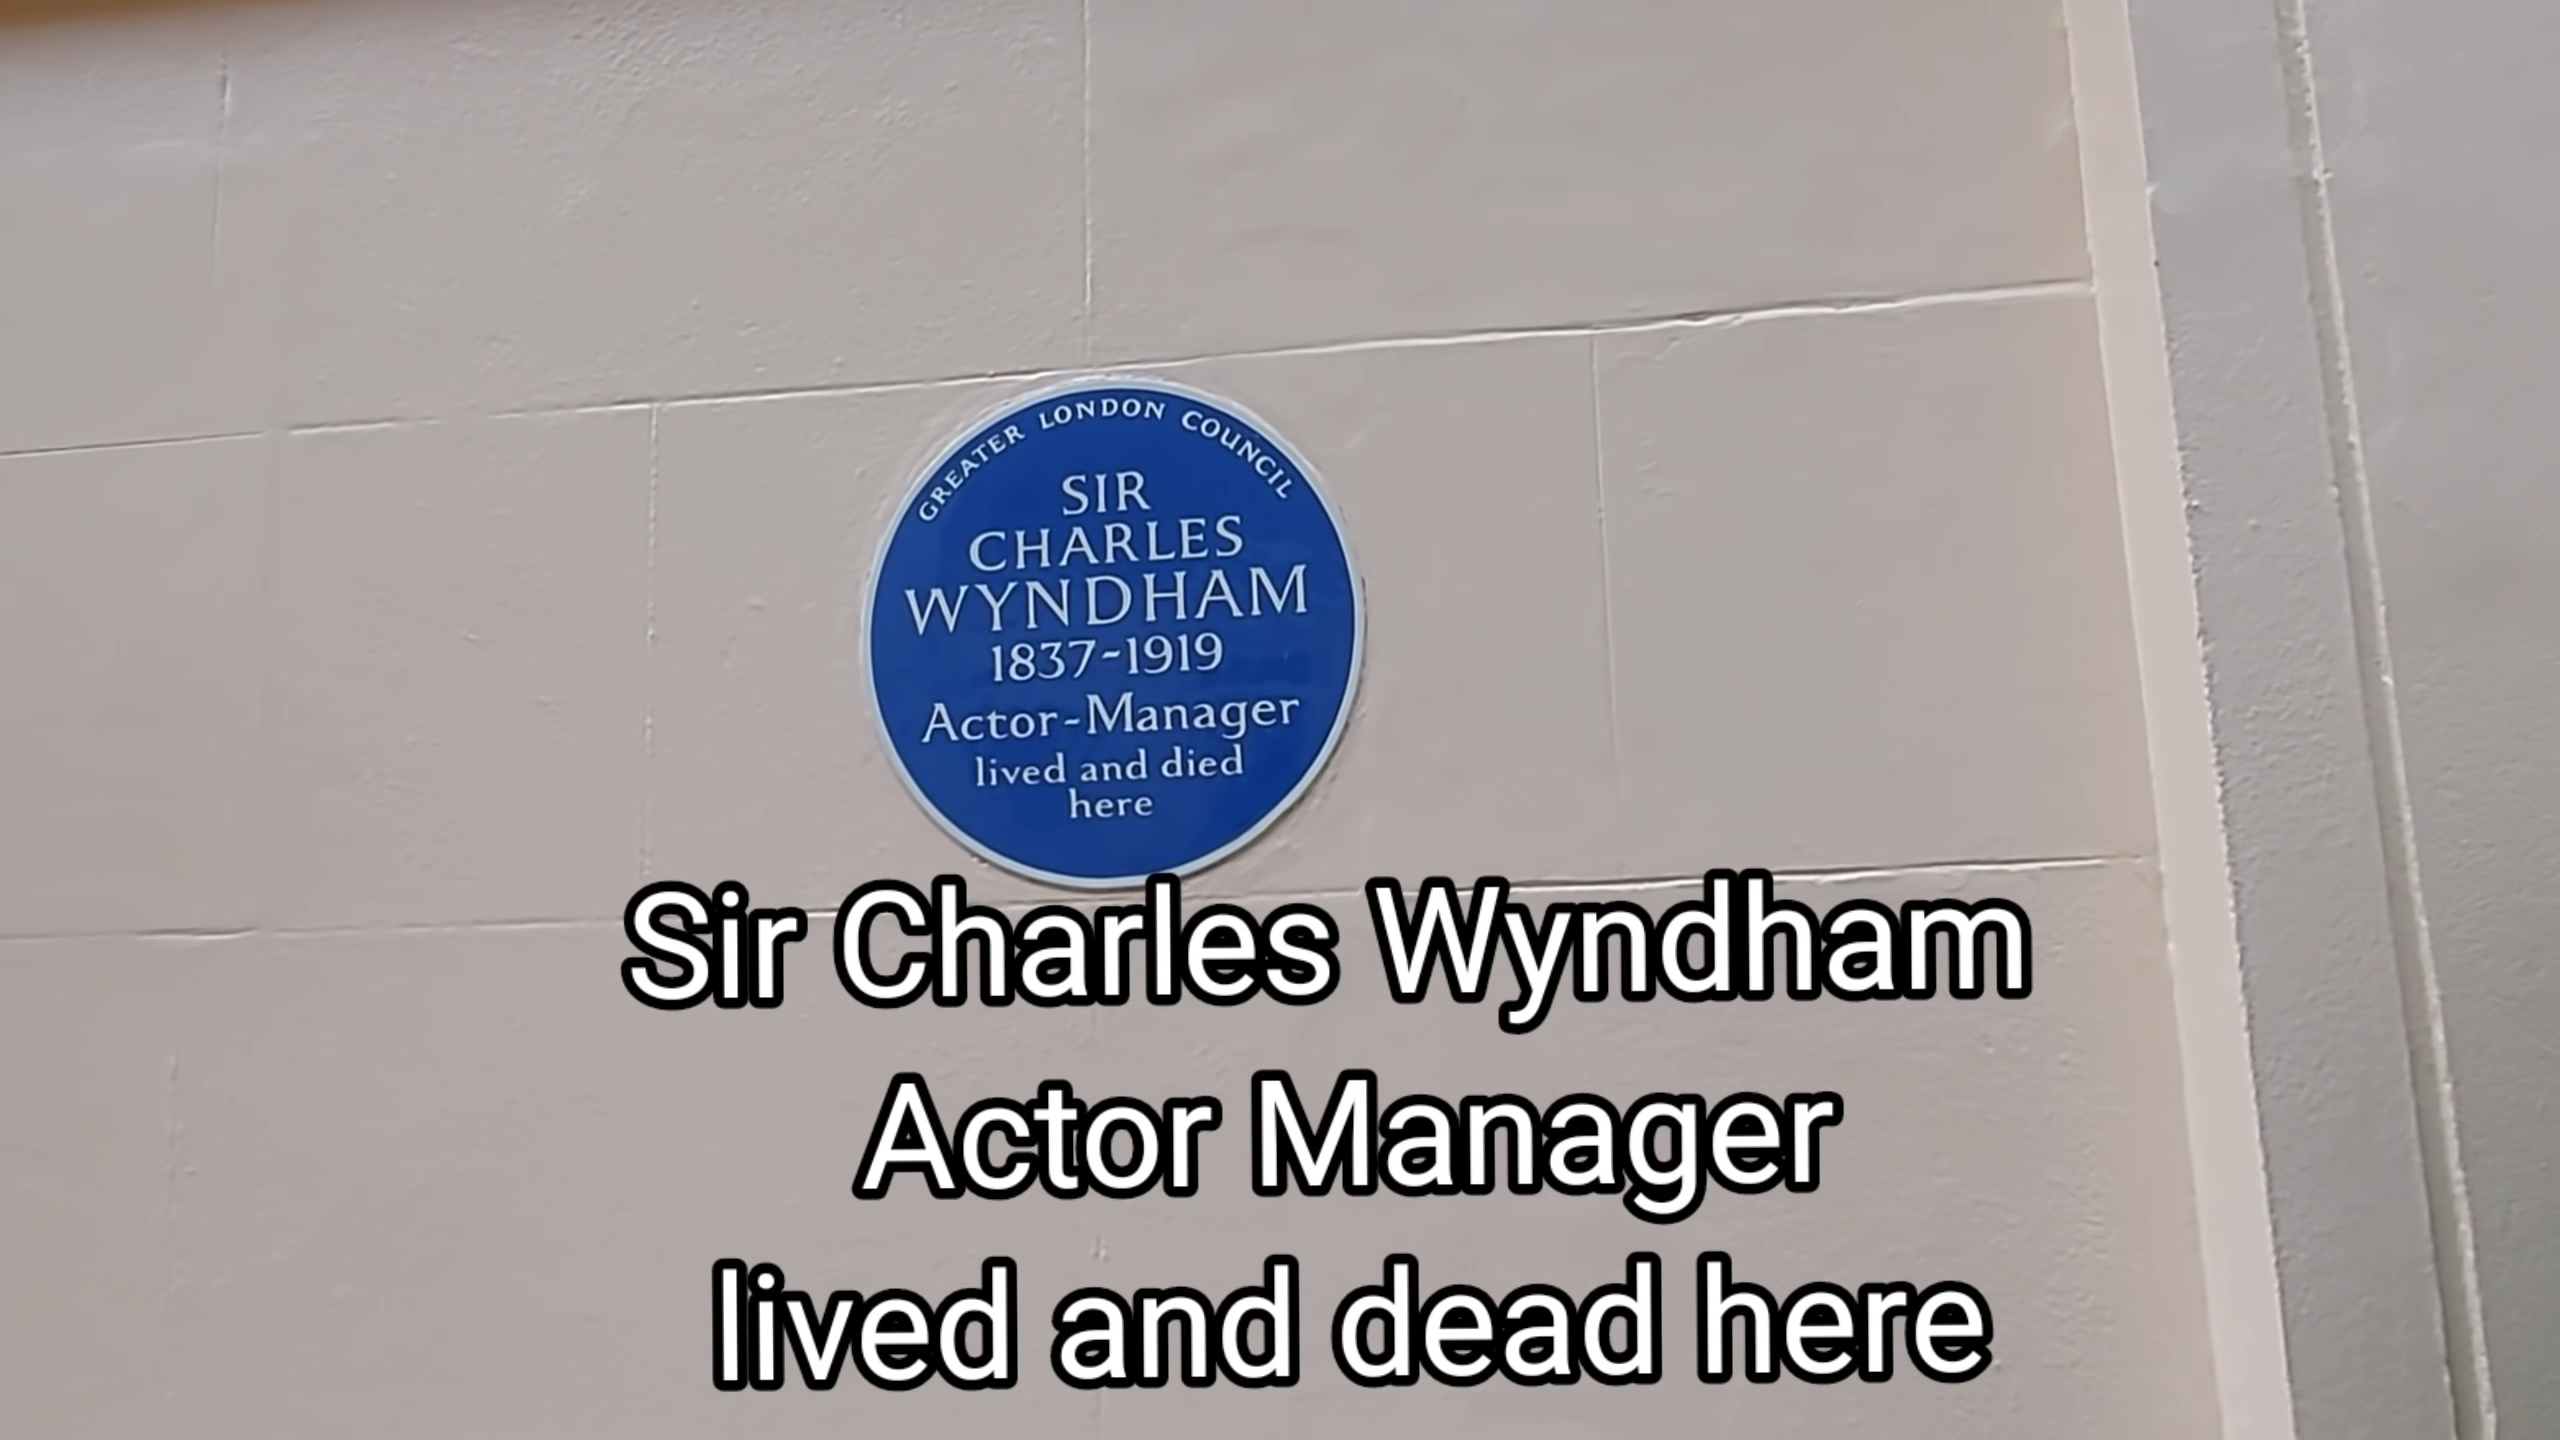 GREATER LONDON COUNCIL
SIR
CHARLES
WYNDHAM
1837-1919
Actor-Manager
lived and died
here
Sir Charles Wyndham
Actor Manager
lived and dead here